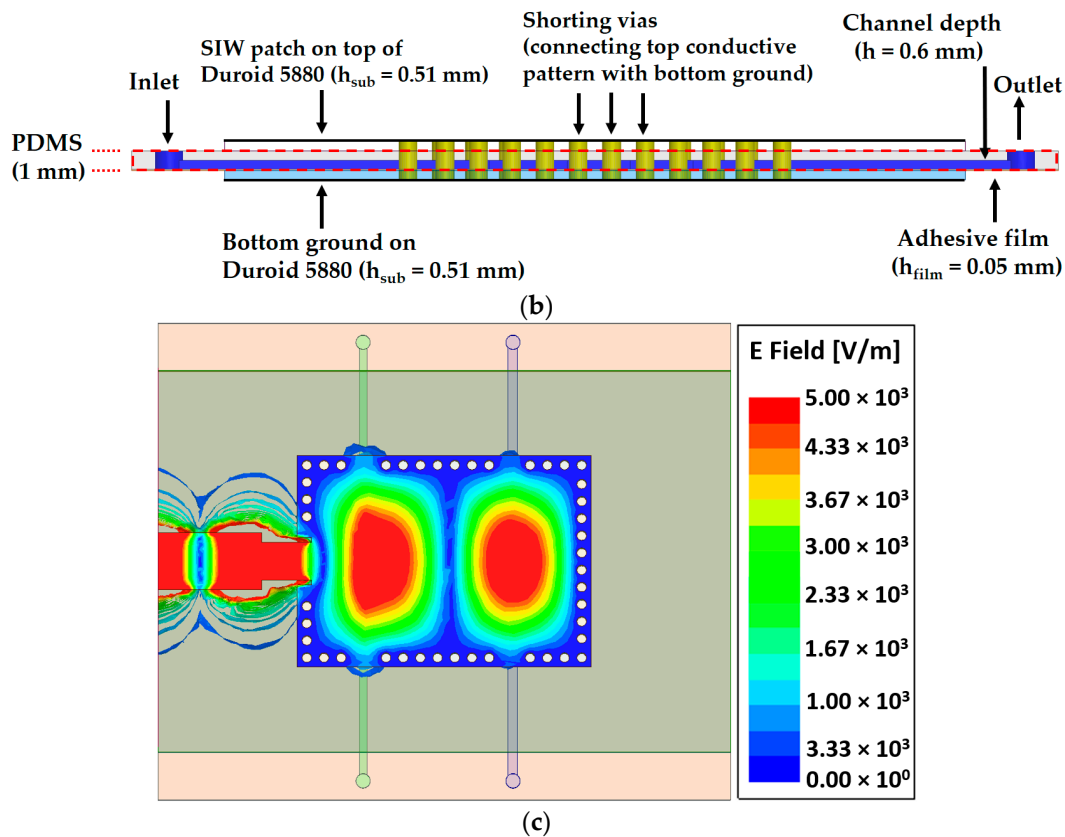 SIW patch on top of
Duroid 5880 (hsub = 0.51 mm)
Shorting vias
(connecting top conductive
pattern with bottom ground)
Channel depth
(h = 0.6 mm)
Inlet
Outlet
PDMS
(1 mm)
Bottom ground on
Duroid 5880 (hsub = 0.51 mm)
Adhesive film
(hfilm = 0.05 mm)
(b)
E Field [V/m]
5.00 × 10³
4.33 × 10³
3.67 × 10³
3.00 × 10³
2.33 × 10³
1.67 × 10³
1.00 × 10³
3.33 × 10³
0.00 × 10⁰
(c)